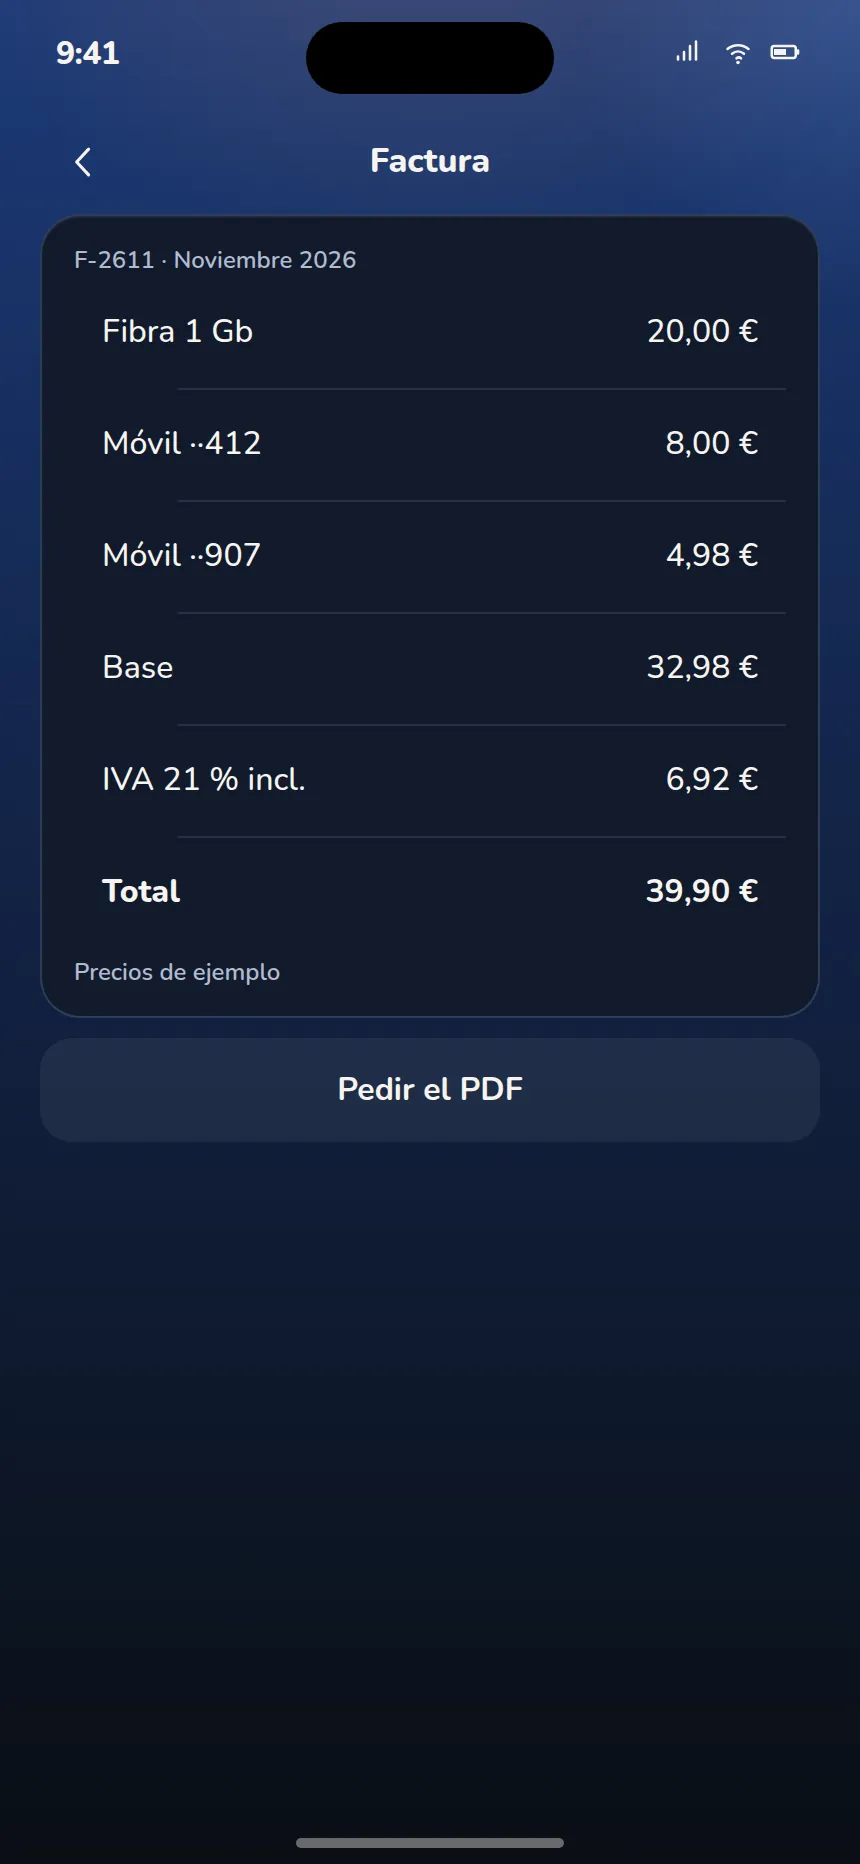 9:41
Factura
F-2611 · Noviembre 2026
Fibra 1 Gb 20,00 €
Móvil ··412 8,00 €
Móvil ··907 4,98 €
Base 32,98 €
IVA 21 % incl. 6,92 €
Total 39,90 €
Precios de ejemplo
Pedir el PDF